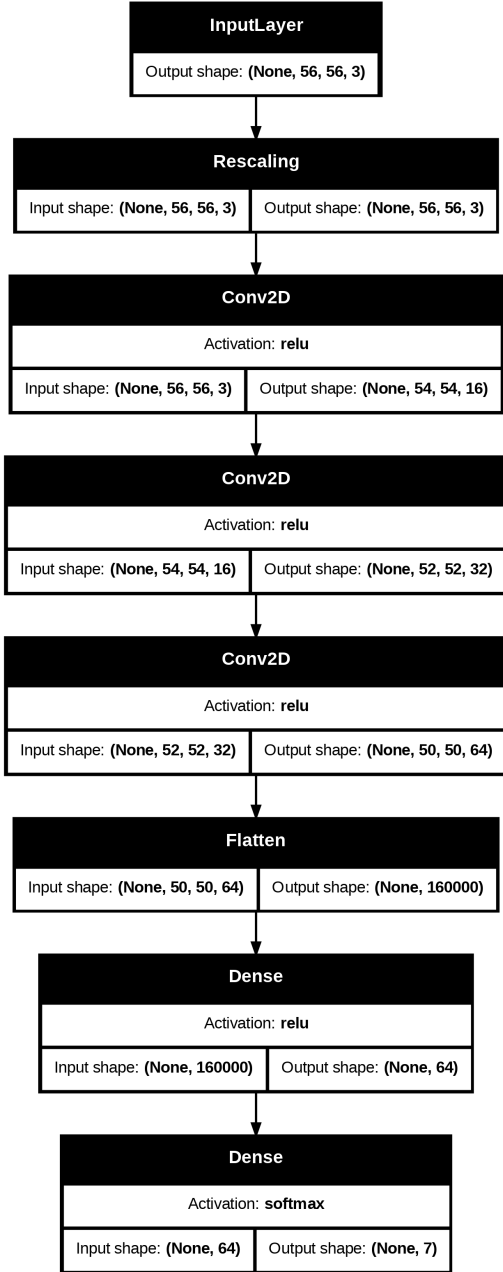 InputLayer
Output shape: (None, 56, 56, 3)
Rescaling
Input shape: (None, 56, 56, 3) Output shape: (None, 56, 56, 3)
Conv2D
Activation: relu
Input shape: (None, 56, 56, 3) Output shape: (None, 54, 54, 16)
Conv2D
Activation: relu
Input shape: (None, 54, 54, 16) Output shape: (None, 52, 52, 32)
Conv2D
Activation: relu
Input shape: (None, 52, 52, 32) Output shape: (None, 50, 50, 64)
Flatten
Input shape: (None, 50, 50, 64) Output shape: (None, 160000)
Dense
Activation: relu
Input shape: (None, 160000) Output shape: (None, 64)
Dense
Activation: softmax
Input shape: (None, 64) Output shape: (None, 7)